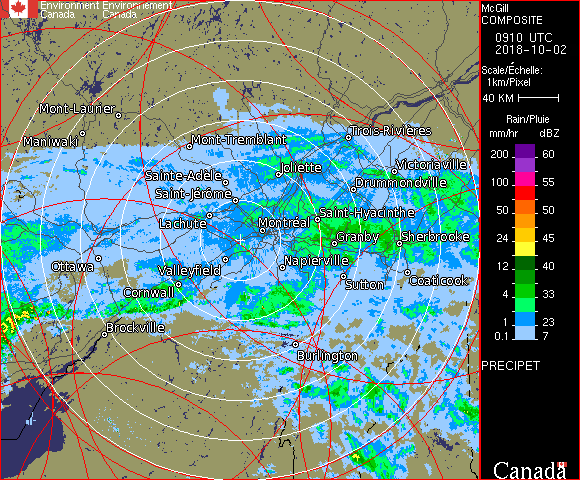 Environment Environnement
Canada Canada
McGill
COMPOSITE
0910 UTC
2018-10-02
Scale/Échelle:
1km/Pixel
40 KM
Rain/Pluie
mm/hr dBZ
200 60
100 55
50 50
24 45
12 40
4 33
1 23
0.1 7
PRECIPET
Canada
Mont-Laurier
Maniwaki
Mont-Tremblant
Trois-Rivières
Joliette
Victoriaville
Sainte-Adèle
Drummondville
Saint-Jérôme
Saint-Hyacinthe
Lachute
Montréal
Granby
Sherbrooke
Ottawa
Valleyfield
Napierville
Sutton
Coaticook
Cornwall
Brockville
Burlington